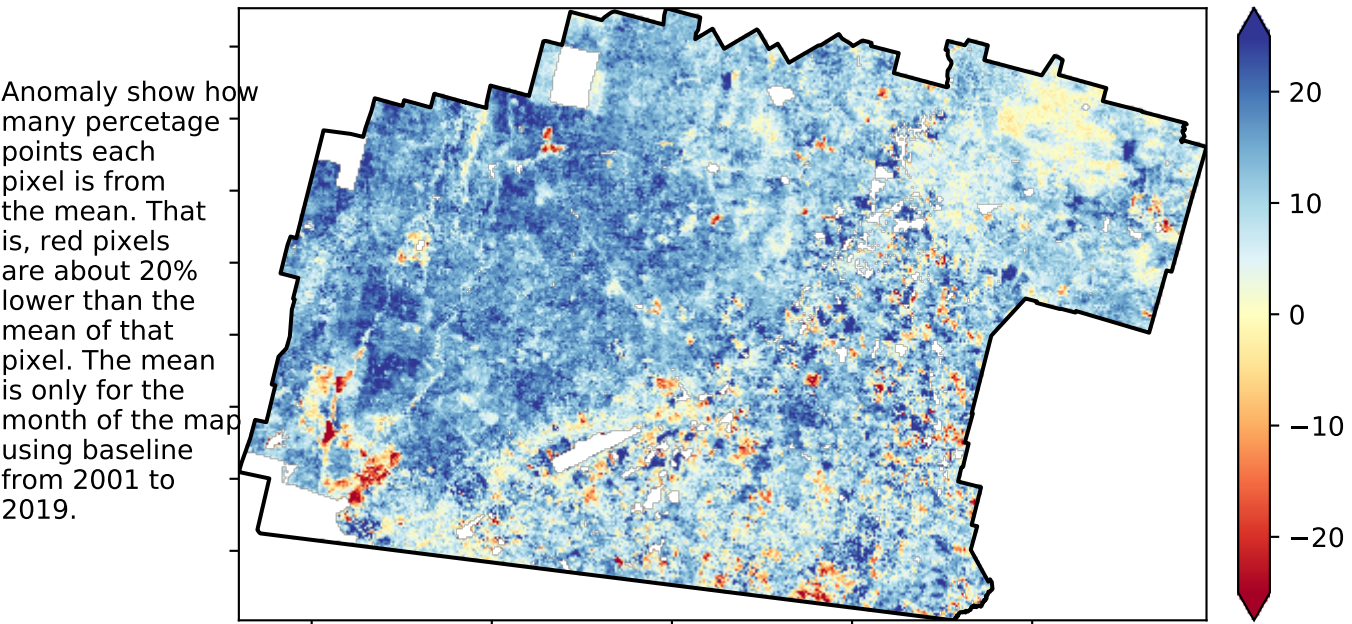 Anomaly show how
many percetage
points each
pixel is from
the mean. That
is, red pixels
are about 20%
lower than the
mean of that
pixel. The mean
is only for the
month of the map
using baseline
from 2001 to
2019.
20
10
0
−10
−20